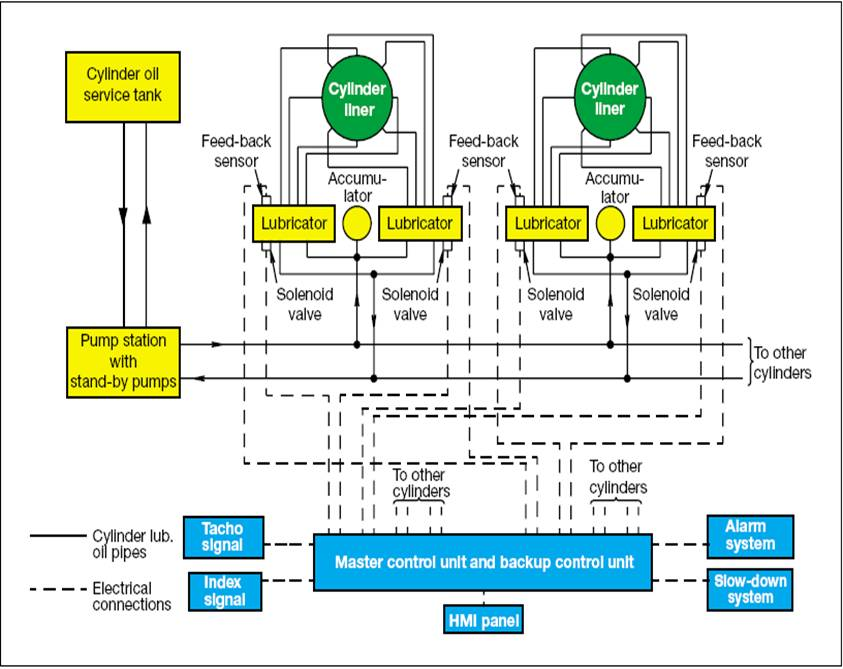 Cylinder oil
service tank
Cylinder
liner
Cylinder
liner
Feed-back
sensor
Feed-back
sensor
Feed-back
sensor
Accumu-
lator
Accumu-
lator
Lubricator
Lubricator
Lubricator
Lubricator
Solenoid
valve
Solenoid
valve
Solenoid
valve
Solenoid
valve
Pump station
with
stand-by pumps
To other
cylinders
To other
cylinders
To other
cylinders
Cylinder lub.
oil pipes
Electrical
connections
Tacho
signal
Index
signal
Master control unit and backup control unit
HMI panel
Alarm
system
Slow-down
system